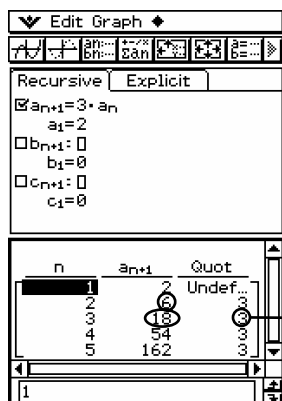 Edit Graph ◆
Recursive Explicit
☑aₙ₊₁=3·aₙ
a₁=2
□bₙ₊₁:□
b₁=0
□cₙ₊₁:□
c₁=0
n aₙ₊₁ Quot
1 2 Undef...
2 6 3
3 18 3
4 54 3
5 162 3
1